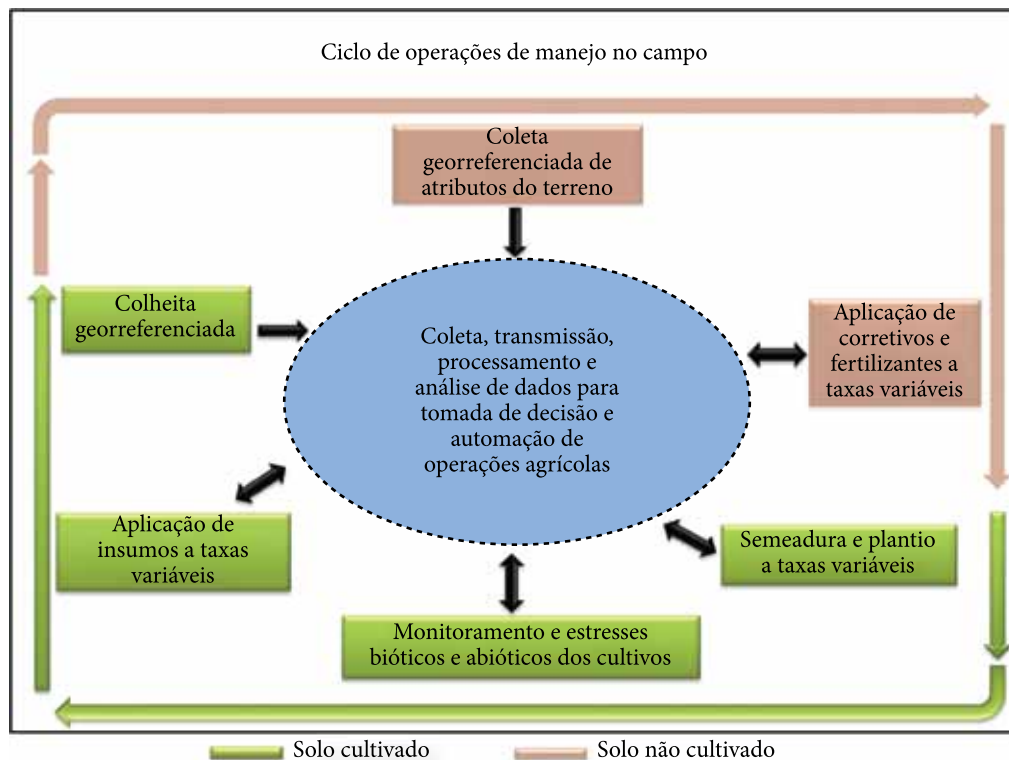 Ciclo de operações de manejo no campo
Coleta
georreferenciada de
atributos do terreno
Colheita
georreferenciada
Coleta, transmissão,
processamento e
análise de dados para
tomada de decisão e
automação de
operações agrícolas
Aplicação de
corretivos e
fertilizantes a
taxas variáveis
Aplicação de
insumos a taxas
variáveis
Semeadura e plantio
a taxas variáveis
Monitoramento e estresses
bióticos e abióticos dos cultivos
Solo cultivado
Solo não cultivado